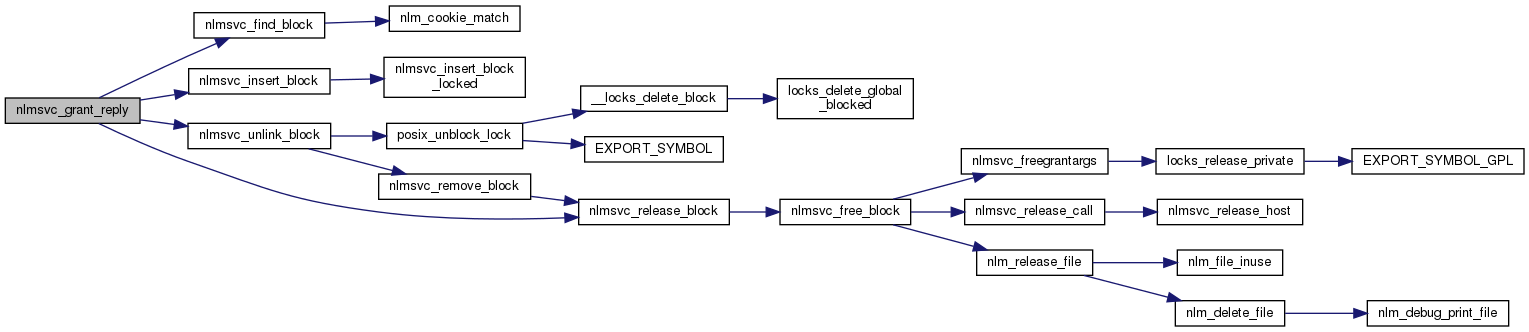 nlmsvc_grant_reply
nlmsvc_find_block
nlm_cookie_match
nlmsvc_insert_block
nlmsvc_insert_block
_locked
nlmsvc_unlink_block
posix_unblock_lock
__locks_delete_block
locks_delete_global
_blocked
EXPORT_SYMBOL
nlmsvc_remove_block
nlmsvc_release_block
nlmsvc_free_block
nlmsvc_freegrantargs
locks_release_private
EXPORT_SYMBOL_GPL
nlmsvc_release_call
nlmsvc_release_host
nlm_release_file
nlm_file_inuse
nlm_delete_file
nlm_debug_print_file